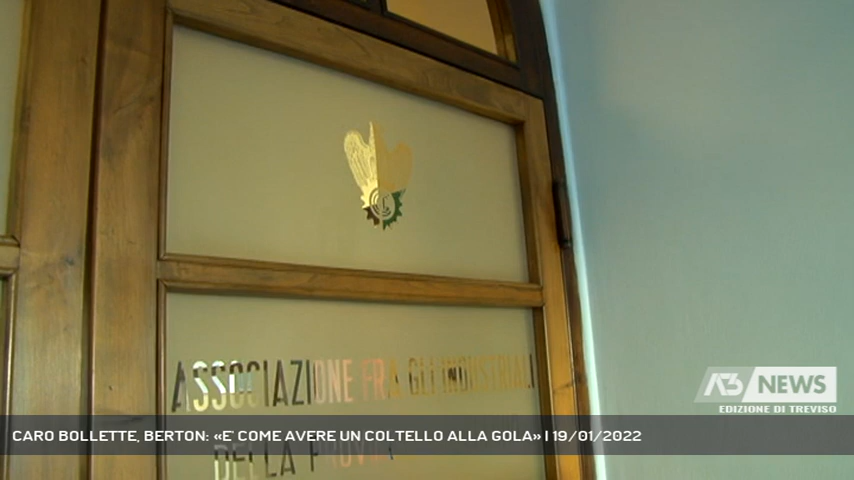 ASSOCIAZIONE FRA GLI INDUSTRIALI
DELLA
A3 NEWS
EDIZIONE DI TREVISO
CARO BOLLETTE, BERTON: «E' COME AVERE UN COLTELLO ALLA GOLA» | 19/01/2022